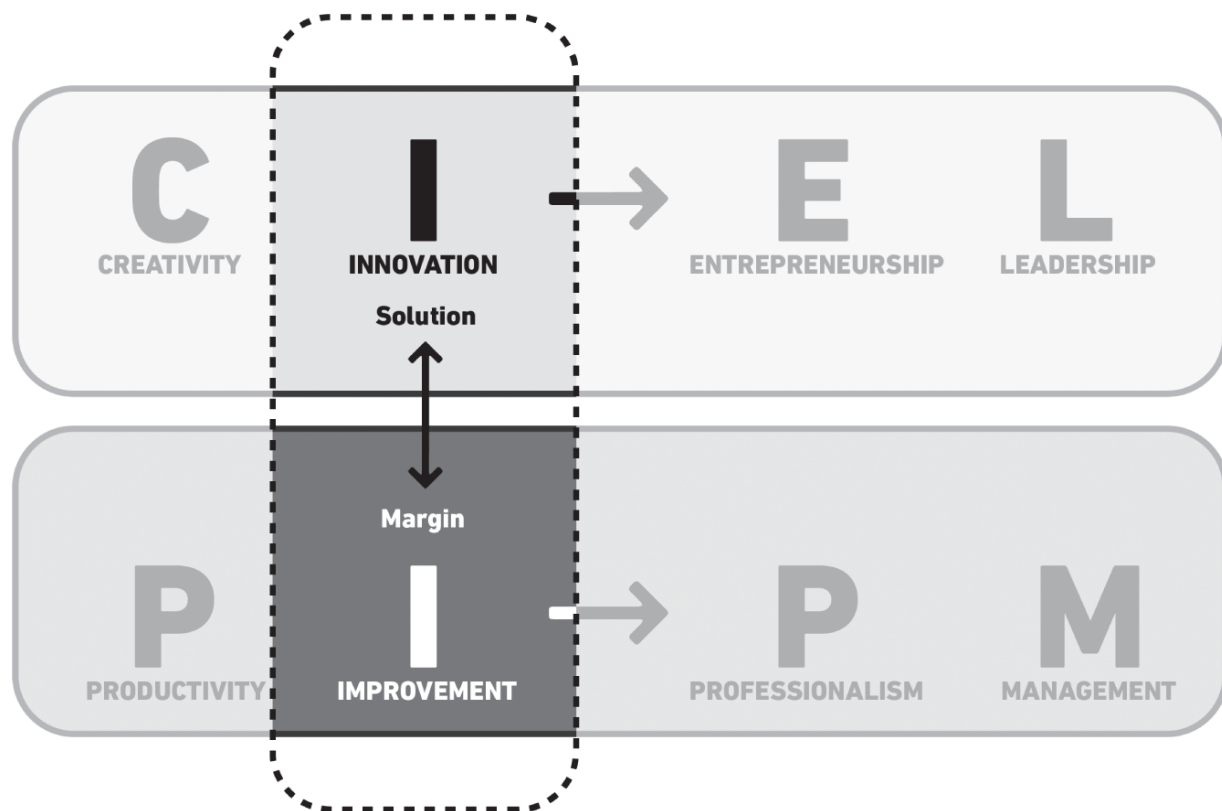 C I E L
CREATIVITY INNOVATION ENTREPRENEURSHIP LEADERSHIP
Solution
Margin
P I P M
PRODUCTIVITY IMPROVEMENT PROFESSIONALISM MANAGEMENT